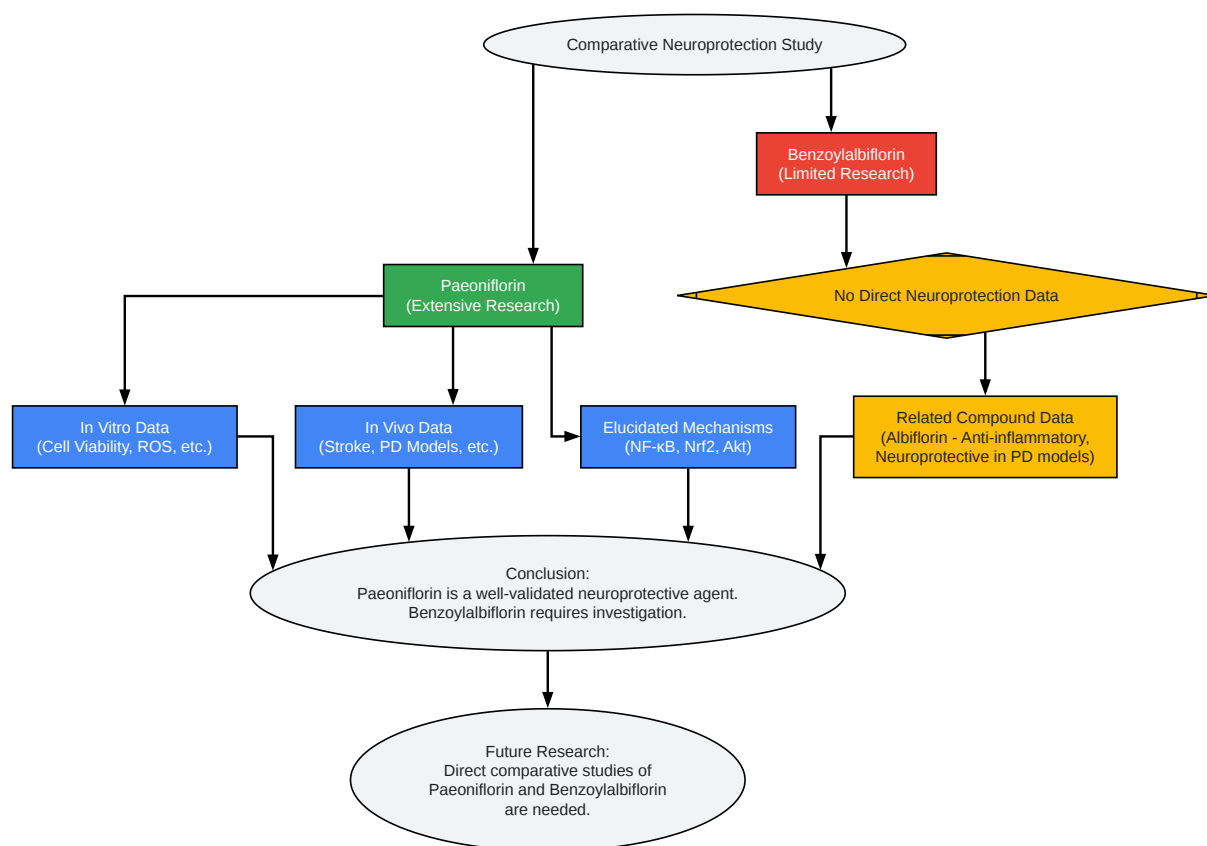 Comparative Neuroprotection Study
Benzoylalbiflorin
(Limited Research)
Paeoniflorin
(Extensive Research)
No Direct Neuroprotection Data
In Vitro Data
(Cell Viability, ROS, etc.)
In Vivo Data
(Stroke, PD Models, etc.)
Elucidated Mechanisms
(NF-κB, Nrf2, Akt)
Related Compound Data
(Albiflorin - Anti-inflammatory,
Neuroprotective in PD models)
Conclusion:
Paeoniflorin is a well-validated neuroprotective agent.
Benzoylalbiflorin requires investigation.
Future Research:
Direct comparative studies of
Paeoniflorin and Benzoylalbiflorin
are needed.